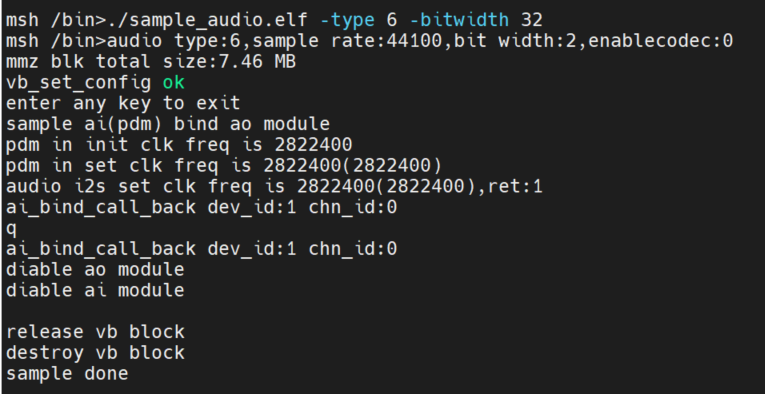 msh /bin>./sample_audio.elf -type 6 -bitwidth 32
msh /bin>audio type:6,sample rate:44100,bit width:2,enablecodec:0
mmz blk total size:7.46 MB
vb_set_config ok
enter any key to exit
sample ai(pdm) bind ao module
pdm in init clk freq is 2822400
pdm in set clk freq is 2822400(2822400)
audio i2s set clk freq is 2822400(2822400),ret:1
ai_bind_call_back dev_id:1 chn_id:0
q
ai_bind_call_back dev_id:1 chn_id:0
diable ao module
diable ai module
release vb block
destroy vb block
sample done